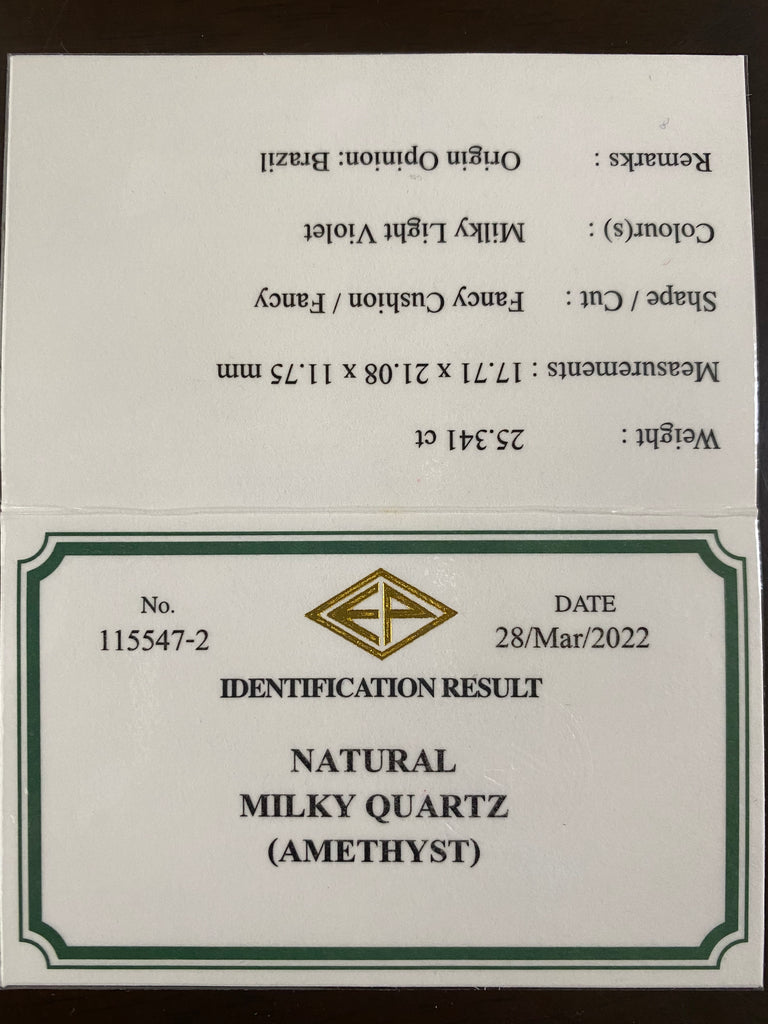 No.
115547-2
EP
DATE
28/Mar/2022
IDENTIFICATION RESULT
NATURAL
MILKY QUARTZ
(AMETHYST)
Weight : 25.341 ct
Measurements : 17.71 x 21.08 x 11.75 mm
Shape / Cut : Fancy Cushion / Fancy
Colour(s) : Milky Light Violet
Remarks : Origin Opinion: Brazil